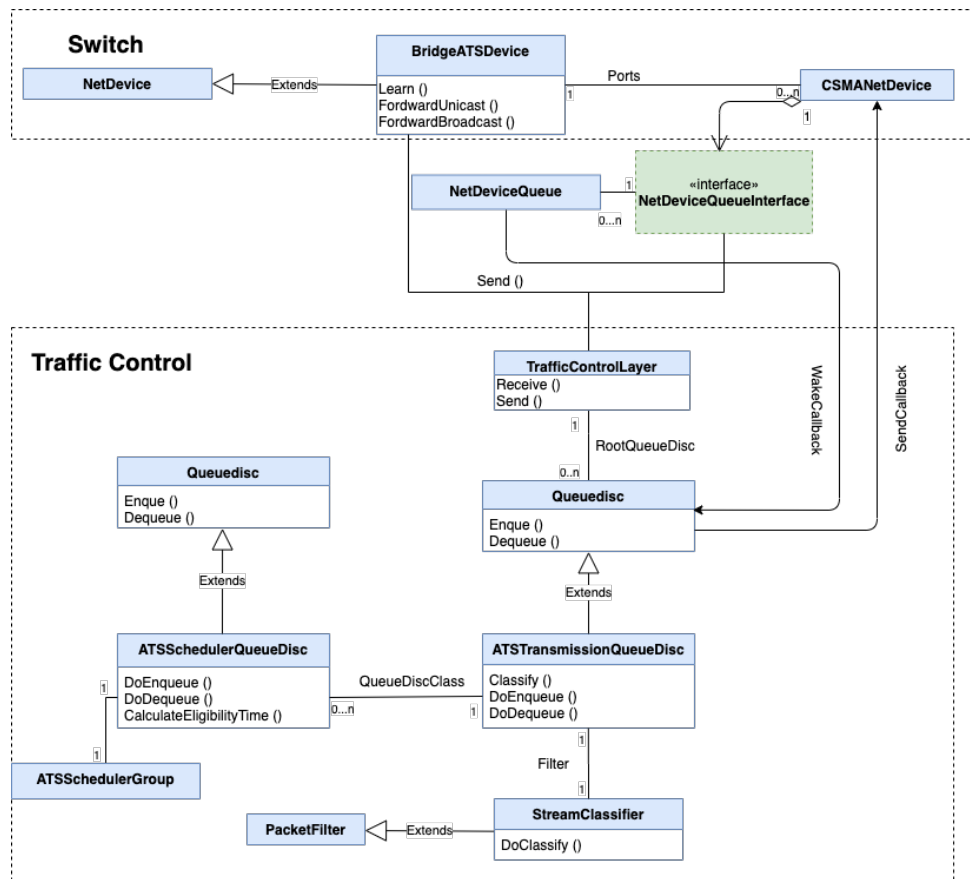 Switch
NetDevice
Extends
BridgeATSDevice
Learn ()
FordwardUnicast ()
FordwardBroadcast ()
1
Ports
0...n
CSMANetDevice
1
NetDeviceQueue
1
0...n
«interface»
NetDeviceQueueInterface
Send ()
Traffic Control
TrafficControlLayer
Receive ()
Send ()
1
RootQueueDisc
0..n
WakeCallback
SendCallback
Queuedisc
Enque ()
Dequeue ()
Queuedisc
Enque ()
Dequeue ()
Extends
Extends
ATSSchedulerQueueDisc
DoEnqueue ()
DoDequeue ()
CalculateEligibilityTime ()
QueueDiscClass
0...n
1
ATSTransmissionQueueDisc
Classify ()
DoEnqueue ()
DoDequeue ()
1
1
ATSSchedulerGroup
1
Filter
1
PacketFilter
Extends
StreamClassifier
DoClassify ()